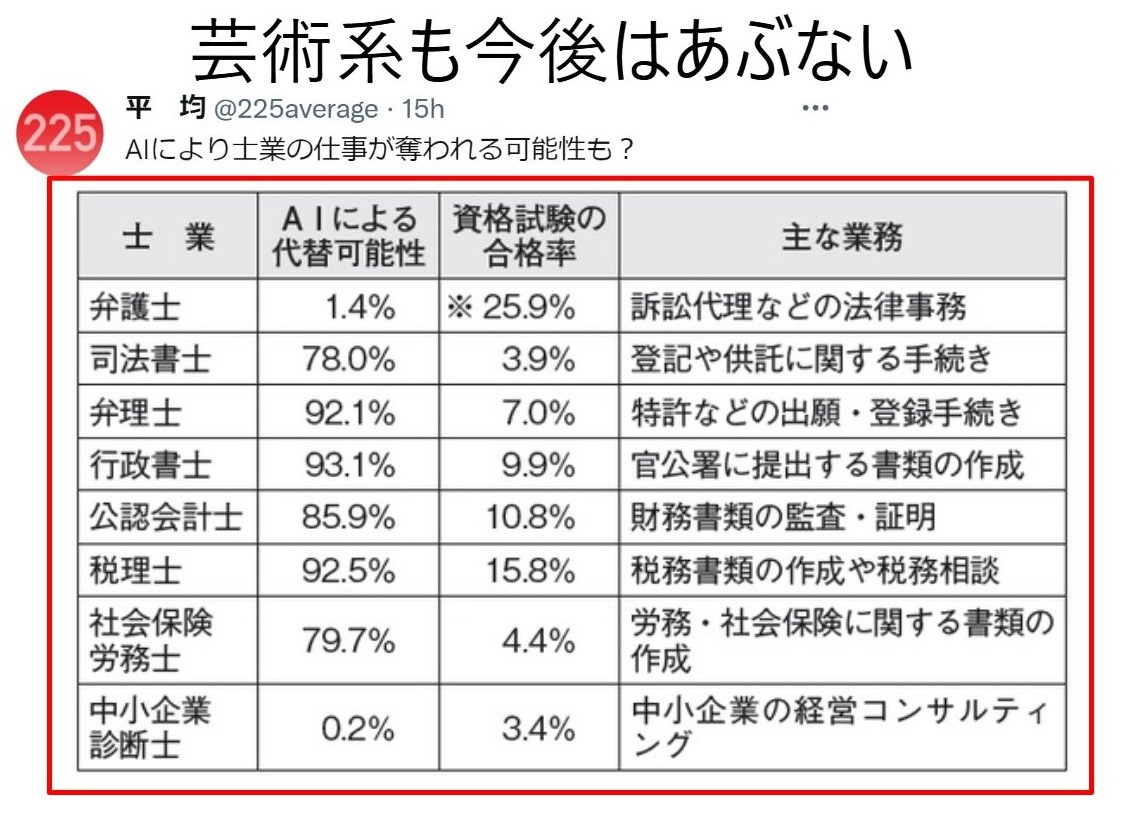 芸術系も今後はあぶない
平 均 @225average · 15h
225
AIにより士業の仕事が奪われる可能性も?
士 業 AIによる代替可能性 資格試験の合格率 主な業務
弁護士 1.4% ※ 25.9% 訴訟代理などの法律事務
司法書士 78.0% 3.9% 登記や供託に関する手続き
弁理士 92.1% 7.0% 特許などの出願・登録手続き
行政書士 93.1% 9.9% 官公署に提出する書類の作成
公認会計士 85.9% 10.8% 財務書類の監査・証明
税理士 92.5% 15.8% 税務書類の作成や税務相談
社会保険労務士 79.7% 4.4% 労務・社会保険に関する書類の作成
中小企業診断士 0.2% 3.4% 中小企業の経営コンサルティング